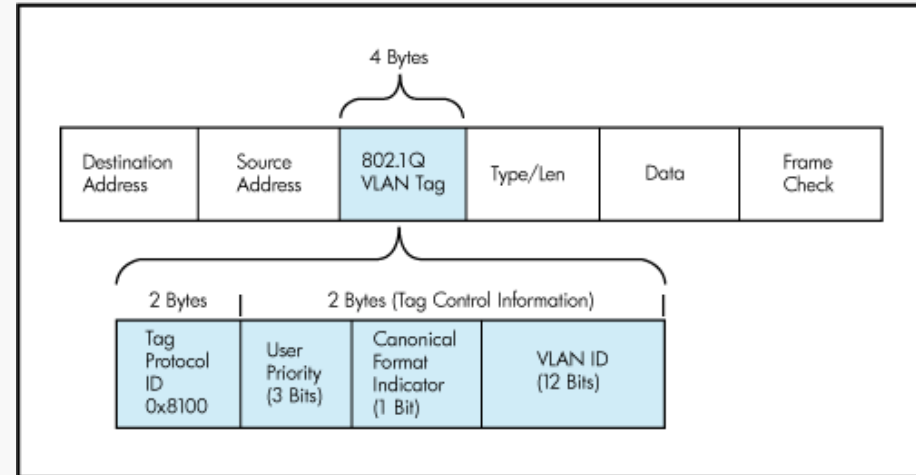 4 Bytes
Destination
Address
Source
Address
802.1Q
VLAN Tag
Type/Len
Data
Frame
Check
2 Bytes
2 Bytes (Tag Control Information)
Tag
Protocol
ID
0x8100
User
Priority
(3 Bits)
Canonical
Format
Indicator
(1 Bit)
VLAN ID
(12 Bits)